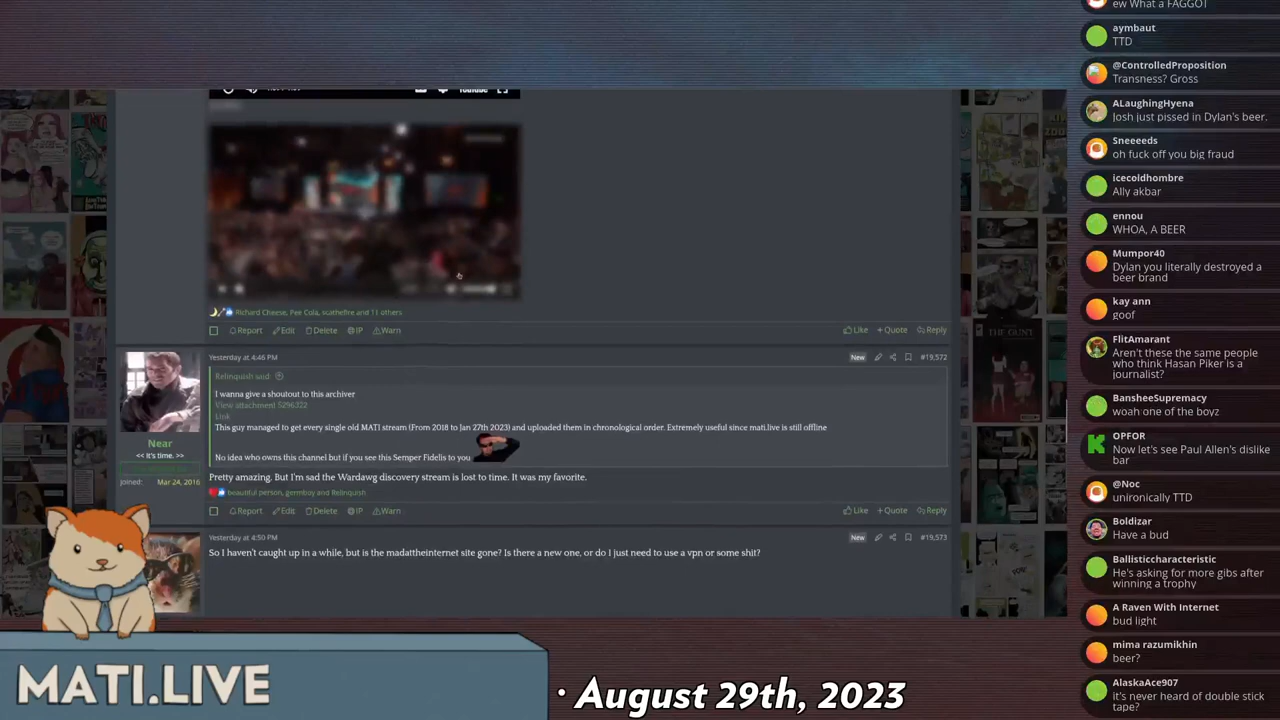 YouTube
Richard Cheese, Pee Cola, scathefire and 11 others
Report Edit Delete IP Warn
Like + Quote Reply
Yesterday at 4:46 PM
New #19,572
Relinquish said:
I wanna give a shoutout to this archiver
View attachment 5296322
Link
This guy managed to get every single old MATI stream (From 2018 to Jan 27th 2023) and uploaded them in chronological order. Extremely useful since mati.live is still offline
No idea who owns this channel but if you see this Semper Fidelis to you
Near
<< It's time. >>
Joined: Mar 24, 2016
Pretty amazing. But I'm sad the Wardawg discovery stream is lost to time. It was my favorite.
beautiful person, germboy and Relinquish
Report Edit Delete IP Warn
Like + Quote Reply
Yesterday at 4:50 PM
New #19,573
So I haven't caught up in a while, but is the madattheinternet site gone? Is there a new one, or do I just need to use a vpn or some shit?
MATI.LIVE
· August 29th, 2023
ew What a FAGGOT
aymbaut
TTD
@ControlledProposition
Transness? Gross
ALaughingHyena
Josh just pissed in Dylan's beer.
Sneeeeds
oh fuck off you big fraud
icecoldhombre
Ally akbar
ennou
WHOA, A BEER
Mumpor40
Dylan you literally destroyed a
beer brand
kay ann
goof
FlitAmarant
Aren't these the same people
who think Hasan Piker is a
journalist?
BansheeSupremacy
woah one of the boyz
OPFOR
Now let's see Paul Allen's dislike
bar
@Noc
unironically TTD
Boldizar
Have a bud
Ballisticcharacteristic
He's asking for more gibs after
winning a trophy
A Raven With Internet
bud light
mima razumikhin
beer?
AlaskaAce907
it's never heard of double stick
tape?